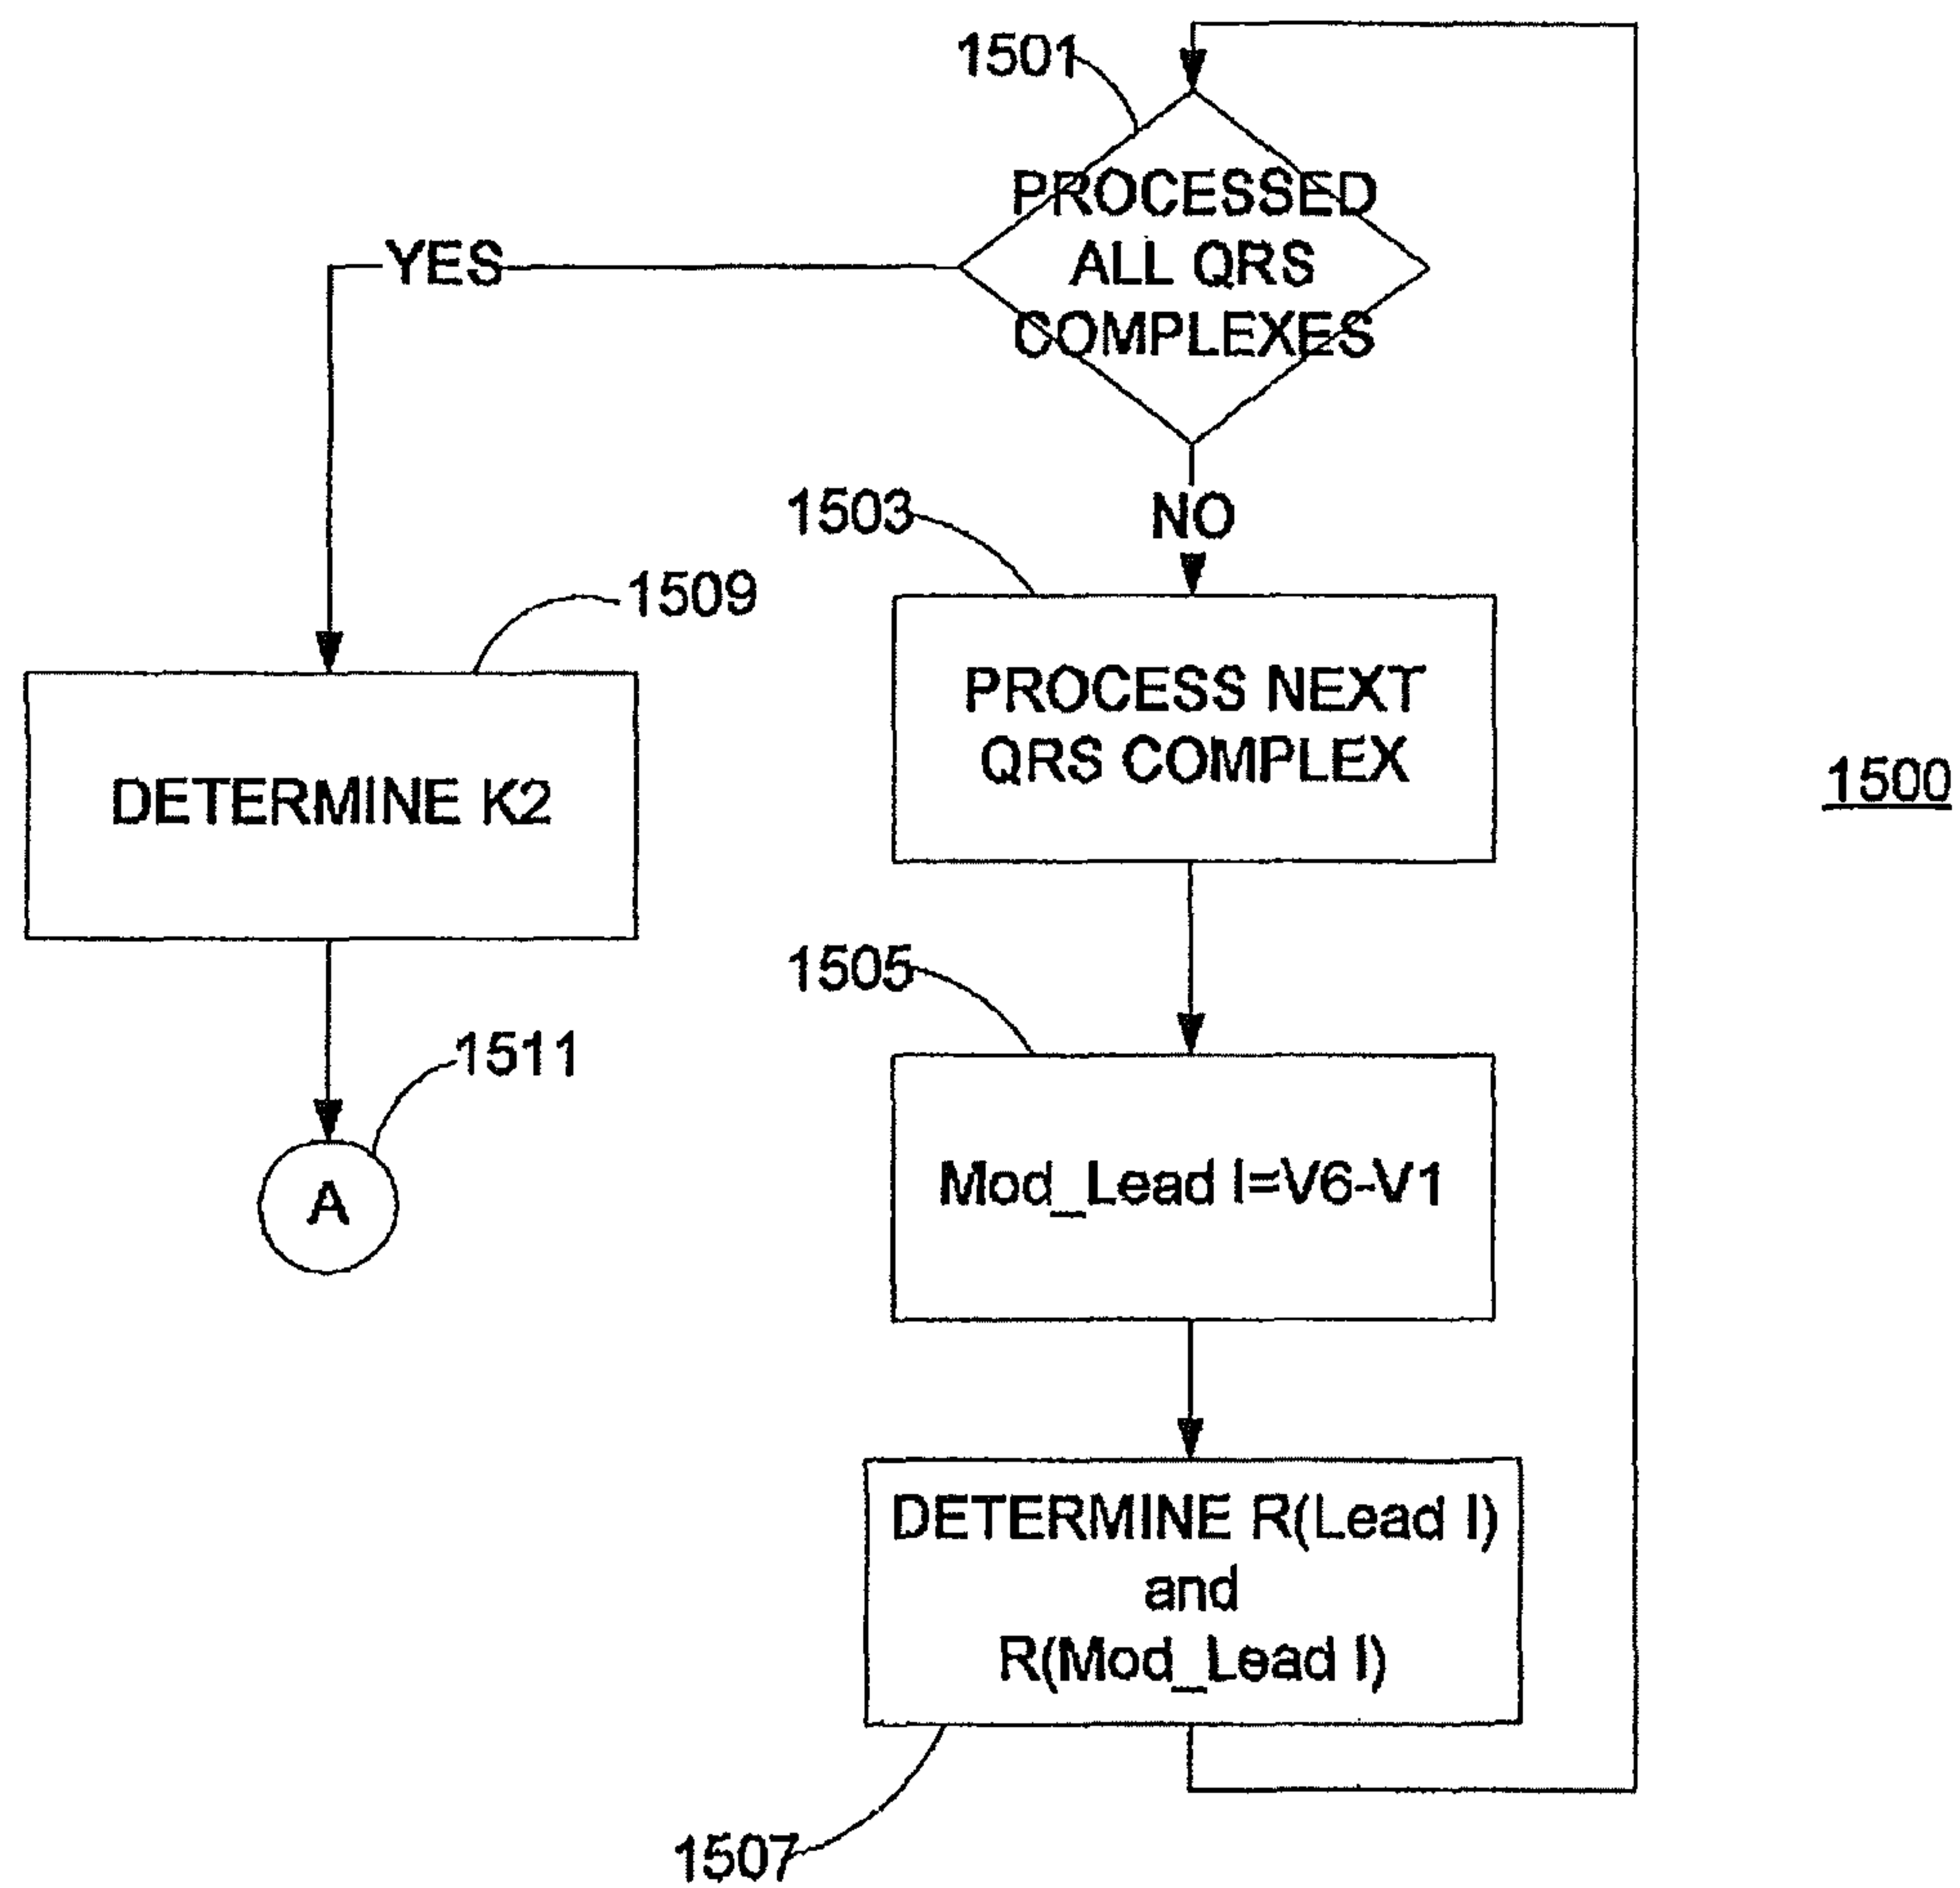 1501
PROCESSED
ALL QRS
COMPLEXES
YES
NO
1503
1509
PROCESS NEXT
QRS COMPLEX
DETERMINE K2
1500
1505
1511
A
Mod_Lead I=V6-V1
DETERMINE R(Lead I)
and
R(Mod_Lead I)
1507